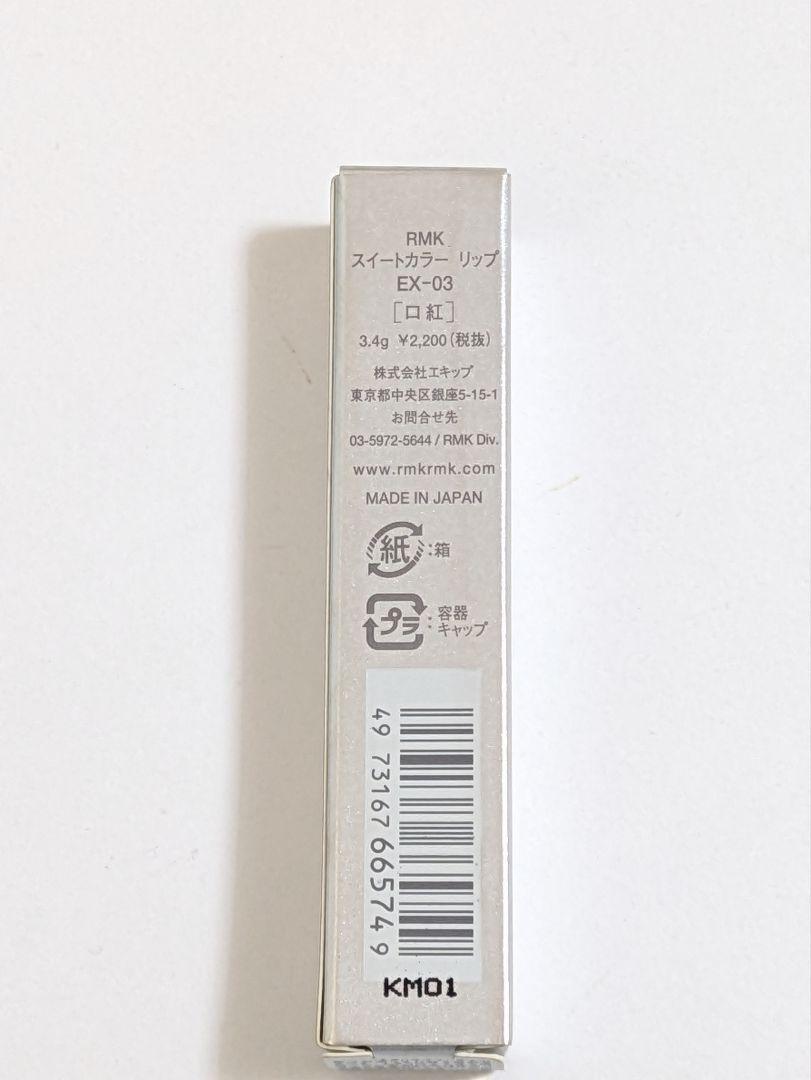 RMK
スイートカラー リップ
EX-03
[口紅]
3.4g ¥2,200(税抜)
株式会社エキップ
東京都中央区銀座5-15-1
お問合せ先
03-5972-5644 / RMK Div.
www.rmkrmk.com
MADE IN JAPAN
紙:箱
プラ:容器
キャップ
49 73167 66574 9
KM01